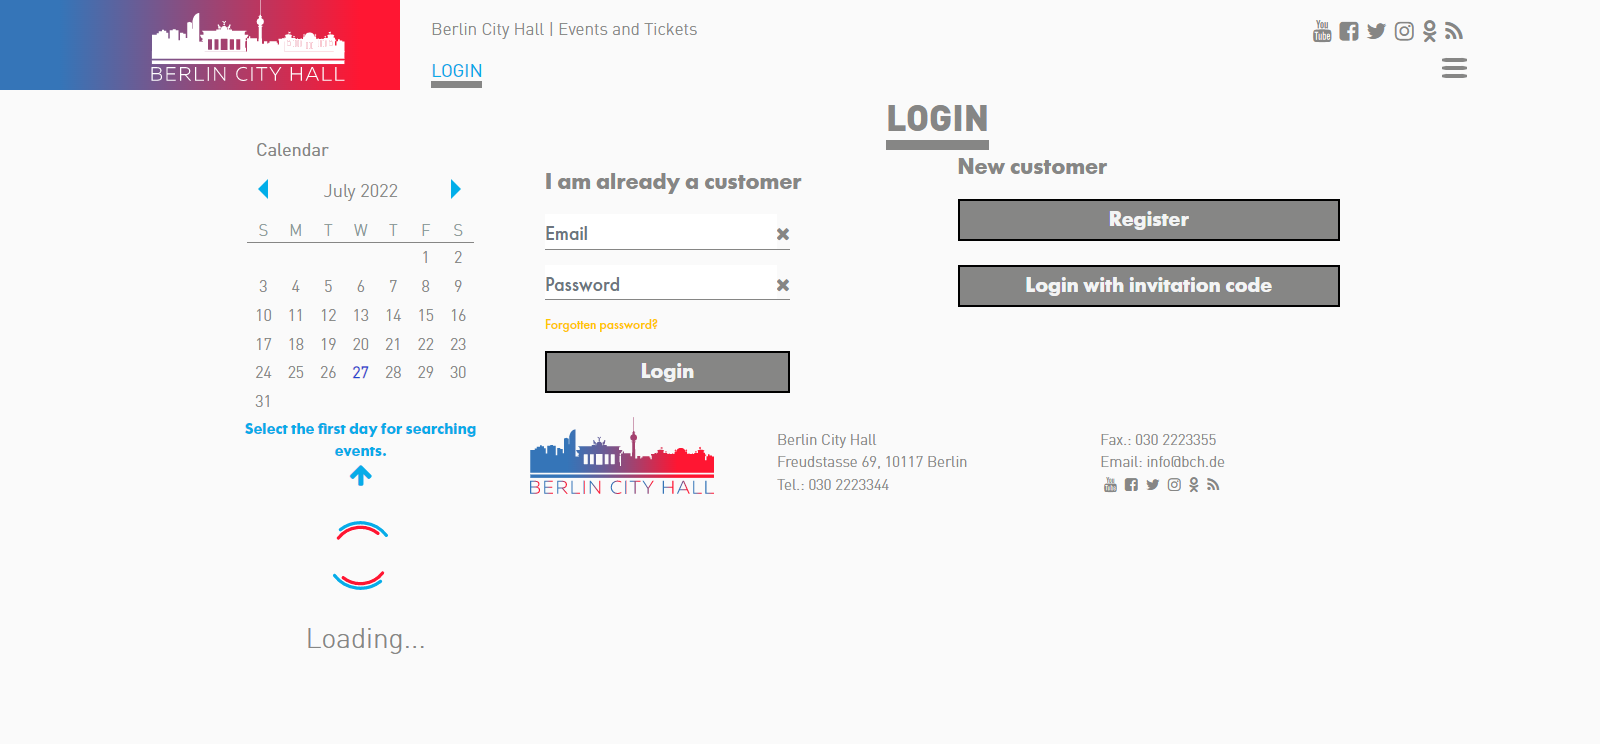 BERLIN CITY HALL
Berlin City Hall | Events and Tickets
LOGIN
You Tube
LOGIN
Calendar
July 2022
S M T W T F S
1 2
3 4 5 6 7 8 9
10 11 12 13 14 15 16
17 18 19 20 21 22 23
24 25 26 27 28 29 30
31
Select the first day for searching
events.
Loading...
I am already a customer
Email
Password
Forgotten password?
Login
New customer
Register
Login with invitation code
BERLIN CITY HALL
Berlin City Hall
Freudstasse 69, 10117 Berlin
Tel.: 030 2223344
Fax.: 030 2223355
Email: info@bch.de
You Tube